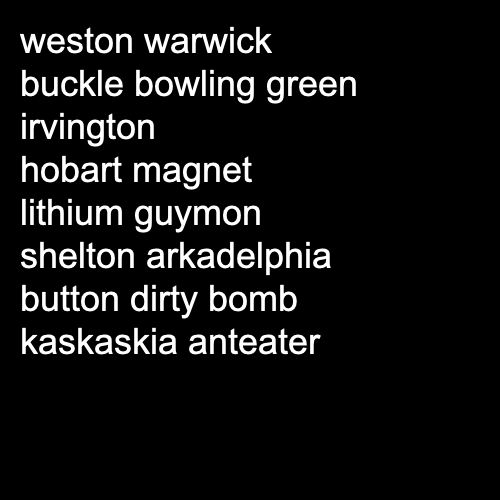 weston warwick
buckle bowling green
irvington
hobart magnet
lithium guymon
shelton arkadelphia
button dirty bomb
kaskaskia anteater